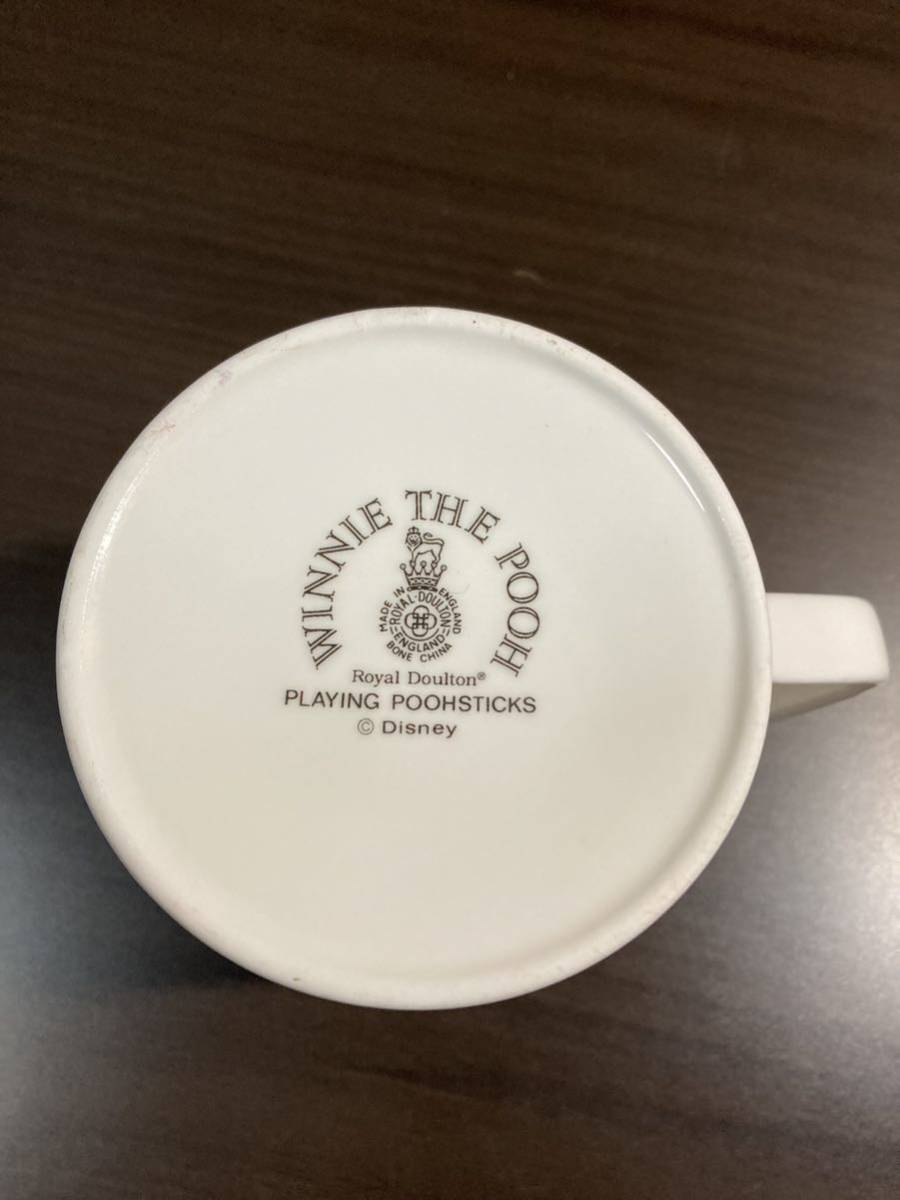 WINNIE THE POOH
MADE IN ENGLAND
ROYAL-DOULTON
ENGLAND
BONE CHINA
Royal Doulton®
PLAYING POOHSTICKS
© Disney